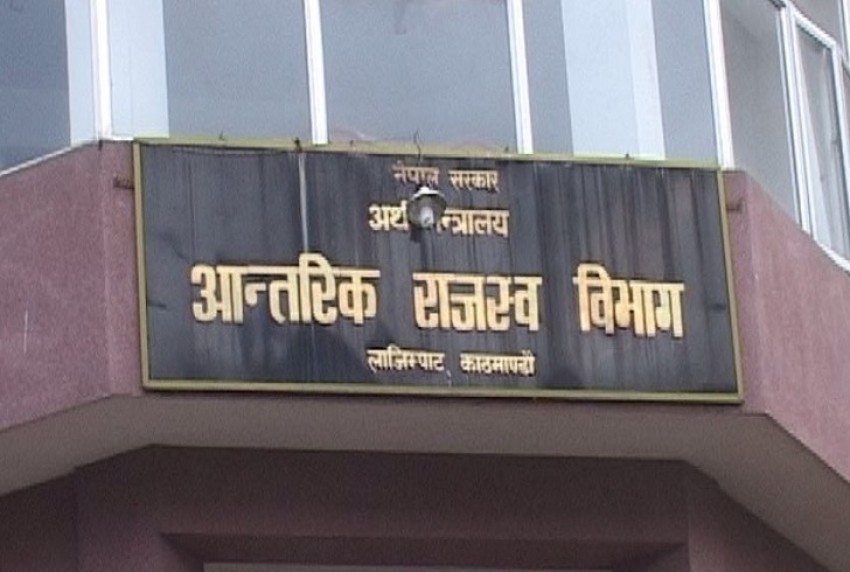 नेपाल सरकार
अर्थ मन्त्रालय
आन्तरिक राजस्व विभाग
लाजिम्पाट, काठमाण्डौ